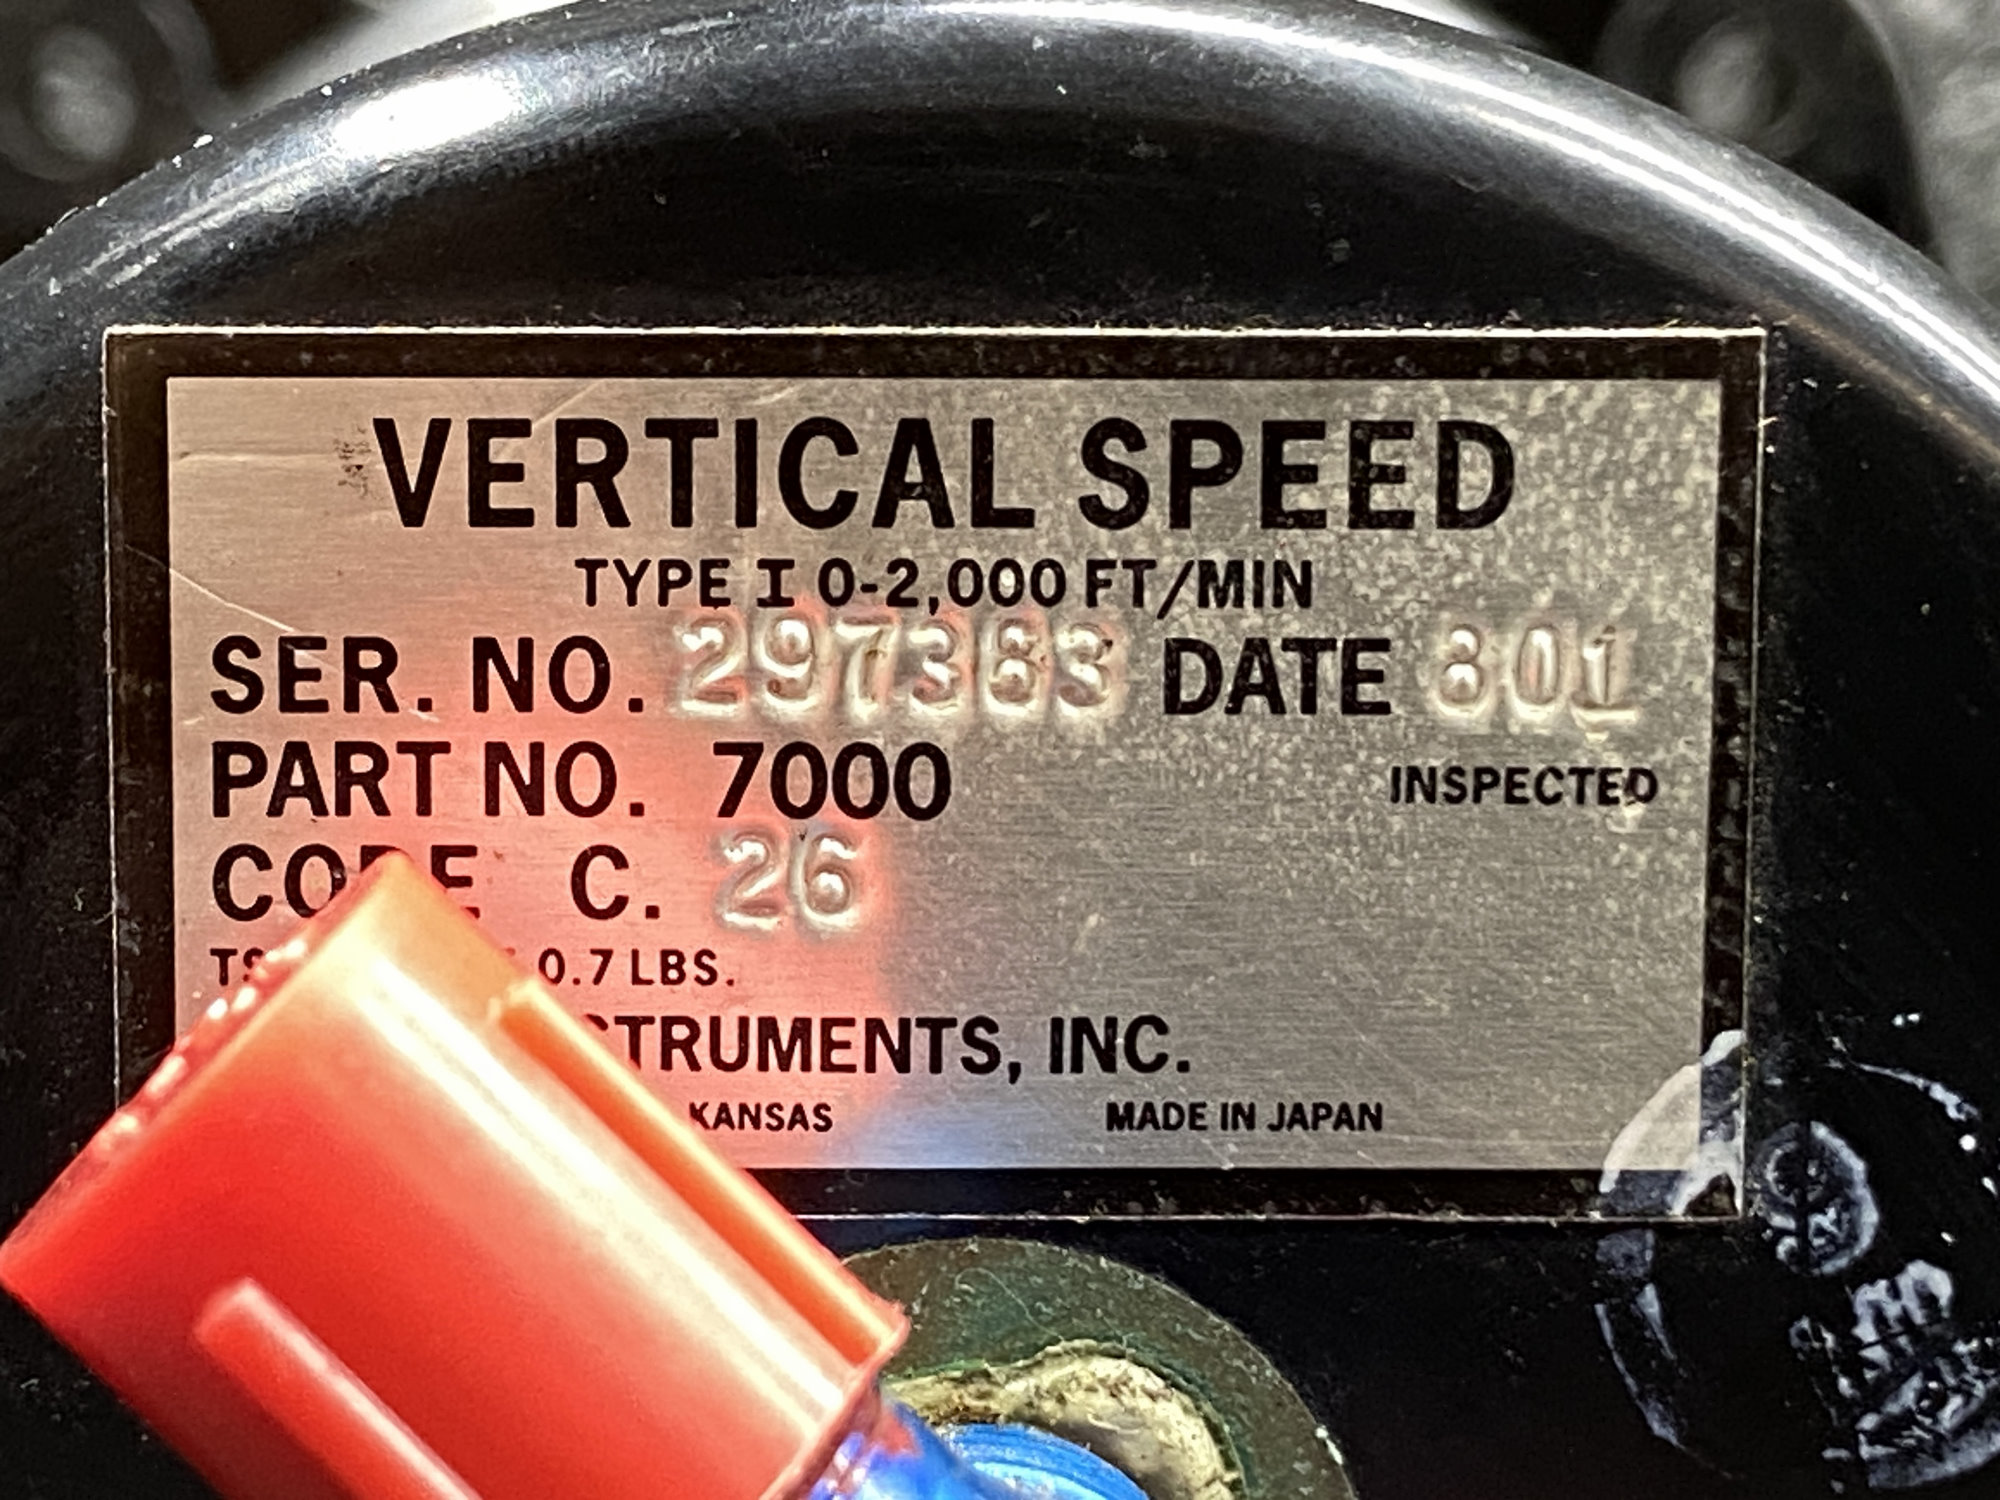 VERTICAL SPEED
TYPE I 0-2,000 FT/MIN
SER. NO. 297383 DATE 801
PART NO. 7000
INSPECTED
CODE C. 26
0.7 LBS.
INC.
KANSAS MADE IN JAPAN